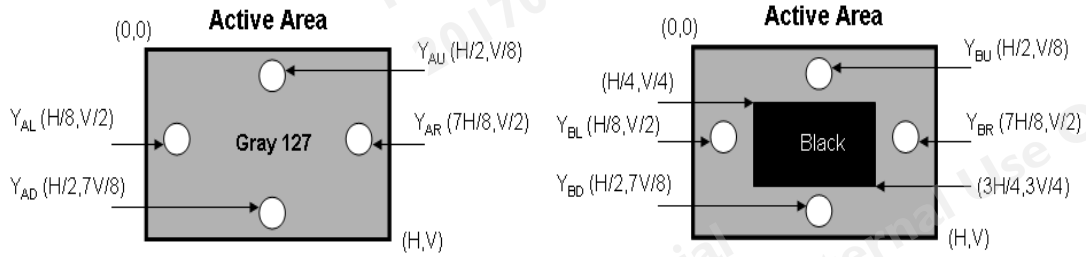 Active Area
(0,0)
Y_AU (H/2,V/8)
Y_AL (H/8,V/2)
Y_AR (7H/8,V/2)
Gray 127
Y_AD (H/2,7V/8)
(H,V)
Active Area
(0,0)
Y_BU (H/2,V/8)
(H/4,V/4)
Y_BL (H/8,V/2)
Y_BR (7H/8,V/2)
Black
Y_BD (H/2,7V/8)
(3H/4,3V/4)
(H,V)
Use